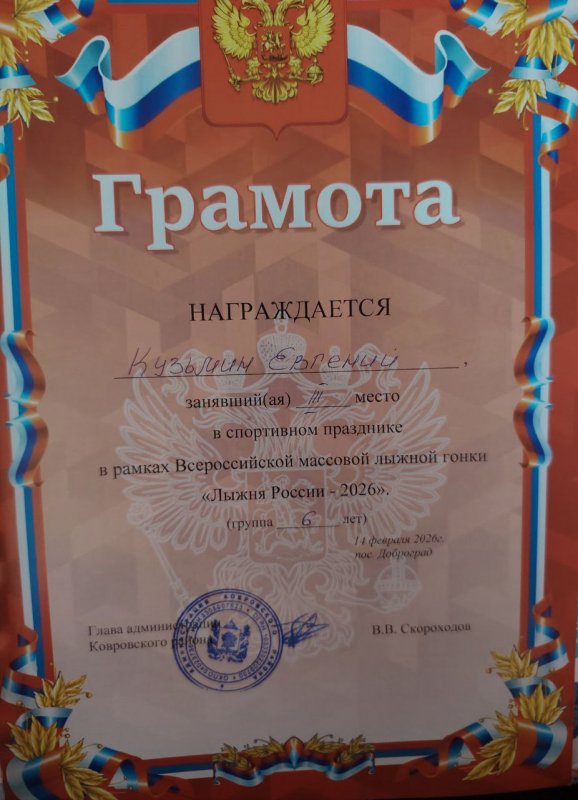 Грамота
НАГРАЖДАЕТСЯ
Кузьмин Евгений,
занявший(ая) III место
в спортивном празднике
в рамках Всероссийской массовой лыжной гонки
«Лыжня России - 2026».
(группа 6 лет)
14 февраля 2026г.
пос. Доброград
Глава администрации
Ковровского района
В.В. Скороходов